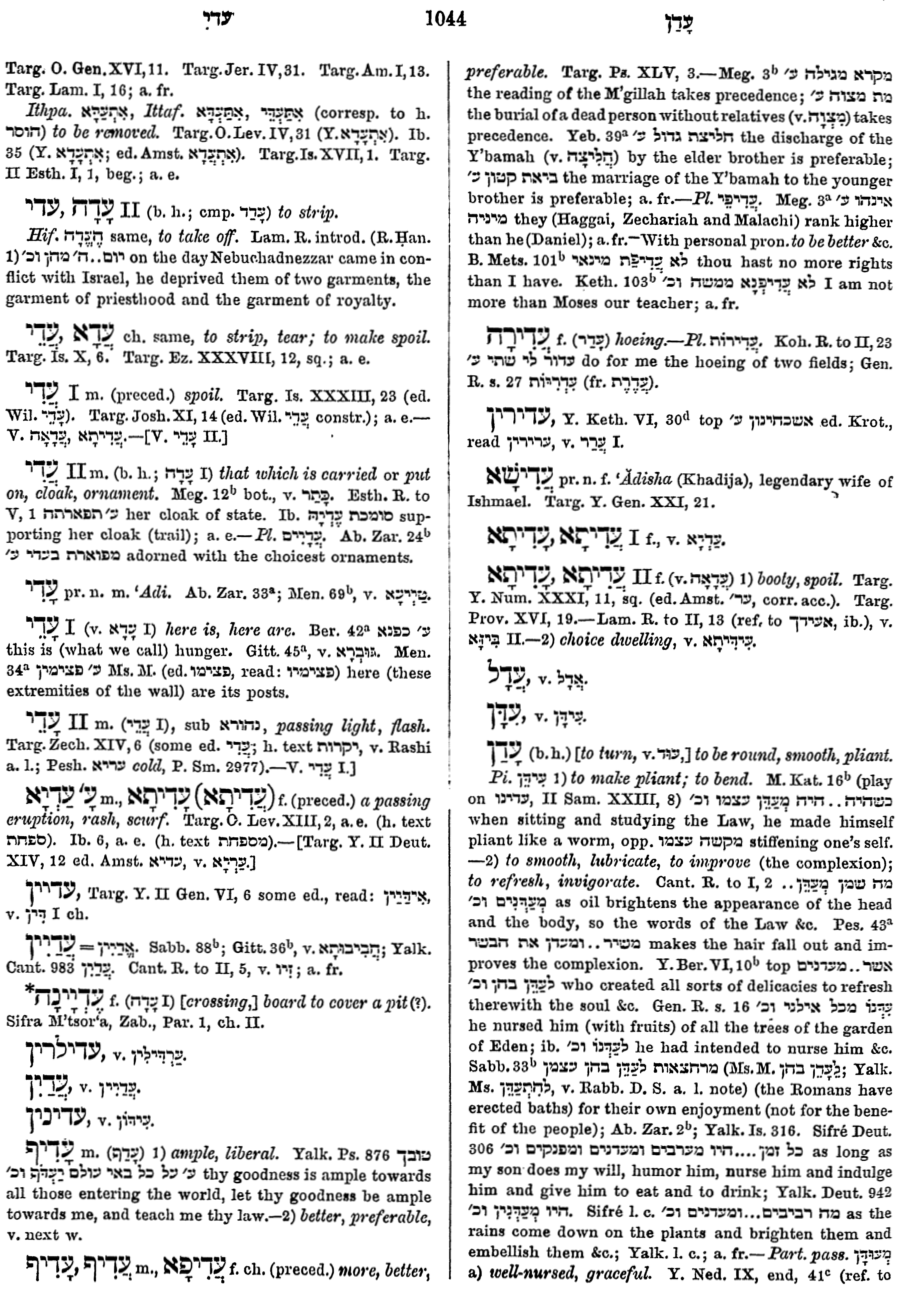 עדי
1044
עָדַן
Targ. O. Gen. XVI, 11. Targ. Jer. IV, 31. Targ. Am. I, 13.
Targ. Lam. I, 16; a. fr.
Ithpa. אִתְעֲדָּא, Ittaf. אִתַּעֲדָּא, אִתַּעֲדִּי (corresp. to h.
הוסר) to be removed. Targ. O. Lev. IV, 31 (Y. אִתְעֲדָא). Ib.
35 (Y. אִתַּעֲדָא; ed. Amst. אִתְעֲדָא). Targ. Is. XVII, 1. Targ.
II Esth. I, 1, beg.; a. e.
עָדָה, עדי II (b. h.; cmp. עֲדַר) to strip.
Hif. הֶעֱדָה same, to take off. Lam. R. introd. (R. Ḥan.
1) יום..ה' מהן וכ' on the day Nebuchadnezzar came in con-
flict with Israel, he deprived them of two garments, the
garment of priesthood and the garment of royalty.
עֲדָא, עֲדֵי ch. same, to strip, tear; to make spoil.
Targ. Is. X, 6. Targ. Ez. XXXVIII, 12, sq.; a. e.
עֲדִי I m. (preced.) spoil. Targ. Is. XXXIII, 23 (ed.
Wil. עֲדֵי). Targ. Josh. XI, 14 (ed. Wil. עֲדֵי constr.); a. e.—
V. עֲדָאָה, עֲדִיתָא.—[V. עֲדֵי II.]
עֲדִי II m. (b. h.; עָדָה I) that which is carried or put
on, cloak, ornament. Meg. 12b bot., v. כָּתַר. Esth. R. to
V, 1 ע' תפארתה her cloak of state. Ib. סומכת עֶדְיָהּ sup-
porting her cloak (trail); a. e.—Pl. עֲדָיִים. Ab. Zar. 24b
מפוארת בעדי ע' adorned with the choicest ornaments.
עֲדִי pr. n. m. ‘Adi. Ab. Zar. 33a; Men. 69b, v. טַיָּיעָא.
עֲדֵי I (v. עֲדָא I) here is, here are. Ber. 42a ע' כפנא
this is (what we call) hunger. Gitt. 45a, v. גּוּבְרָא. Men.
34a ע' פצימין Ms. M. (ed. פצימו, read: פצימיו) here (these
extremities of the wall) are its posts.
עֲדֵי II m. (עֲדֵי I), sub נהורא, passing light, flash.
Targ. Zech. XIV, 6 (some ed. עֲדֵי; h. text יקרות, v. Rashi
a. l.; Pesh. עריא cold, P. Sm. 2977).—V. עֲדֵי I.]
עַדְיָא, ע' m., עֲדִיתָא (עדיתא) f. (preced.) a passing
eruption, rash, scurf. Targ. O. Lev. XIII, 2, a. e. (h. text
ספחת). Ib. 6, a. e. (h. text מספחת).—[Targ. Y. II Deut.
XIV, 12 ed. Amst. עדיא, v. עַרְיָא.]
עדיין, Targ. Y. II Gen. VI, 6 some ed., read: אִידַּיַּין,
v. דִּין I ch.
עֲדַיִין=אֲדַיִין. Sabb. 88b; Gitt. 36b, v. חֲבִיבוּתָא; Yalk.
Cant. 983 עֲדַיִן. Cant. R. to II, 5, v. זִיו; a. fr.
*עֲדְיָינָה f. (עָדָה I) [crossing,] board to cover a pit (?).
Sifra M'tsor'a, Zab., Par. 1, ch. II.
עדילרין, v. עַרְדִּילִין.
עֲדַיִן, v. עֲדַיִין.
עדינין, v. עִידּוֹן.
עָדִיף m. (עָדַף) 1) ample, liberal. Yalk. Ps. 876 טובך
ע' על כל באי עולם יַעְדִּיף וכ' thy goodness is ample towards
all those entering the world, let thy goodness be ample
towards me, and teach me thy law.—2) better, preferable,
v. next w.
עֲדִיף, עָדִיף m., עֲדִיפָא f. ch. (preced.) more, better,
preferable. Targ. Ps. XLV, 3.—Meg. 3b מקרא מגילה ע'
the reading of the M'gillah takes precedence; מת מצוה ע'
the burial of a dead person without relatives (v. מִצְוָה) takes
precedence. Yeb. 39a חליצת גדול ע' the discharge of the
Y'bamah (v. חֲלִיצָה) by the elder brother is preferable;
ביאת קטון ע' the marriage of the Y'bamah to the younger
brother is preferable; a. fr.—Pl. עֲדִיפֵי. Meg. 3a אינהו ע'
מיניה they (Haggai, Zechariah and Malachi) rank higher
than he (Daniel); a. fr.—With personal pron. to be better &c.
B. Mets. 101b לא עֲדִיפַּת מינאי thou hast no more rights
than I have. Keth. 103b לא עֲדִיפְנָא ממשה וכ' I am not
more than Moses our teacher; a. fr.
עֲדִירָה f. (עָדַר) hoeing.—Pl. עֲדִירוֹת. Koh. R. to II, 23
עדור לי שתי ע' do for me the hoeing of two fields; Gen.
R. s. 27 עִדְרִיּוֹת (fr. עֶדְרֶת).
עדירין, Y. Keth. VI, 30d top אשכחינון ע' ed. Krot.,
read עריריין, v. עֲרַר I.
עֲדִישָׁא pr. n. f. ‘Ădisha (Khadija), legendary wife of
Ishmael. Targ. Y. Gen. XXI, 21.
עֲדִיתָא, עָדִיתָא I f., v. עַדְיָא.
עֲדִיתָא, עָדִיתָא II f. (v. עֲדָאָה) 1) booly, spoil. Targ.
Y. Num. XXXI, 11, sq. (ed. Amst. ער', corr. acc.). Targ.
Prov. XVI, 19.—Lam. R. to II, 13 (ref. to אעידך, ib.), v.
בִּיזָּא II.—2) choice dwelling, v. עִידִּיתָא.
עֲדָל, v. אֲדָל.
עִדָּן, v. עִידָּן.
עָדַן (b. h.) [to turn, v. עוּד,] to be round, smooth, pliant.
Pi. עִידֵּן 1) to make pliant; to bend. M. Kat. 16b (play
on עדינו, II Sam. XXIII, 8) כשהיה..היה מְעַדֵּן עצמו וכ'
when sitting and studying the Law, he made himself
pliant like a worm, opp. מקשה עצמו stiffening one's self.
—2) to smooth, lubricate, to improve (the complexion);
to refresh, invigorate. Cant. R. to I, 2 מה שמן מְעַדֵּן..
מְעַדְּנִים וכ' as oil brightens the appearance of the head
and the body, so the words of the Law &c. Pes. 43a
משיר..ומעדן את הבשר makes the hair fall out and im-
proves the complexion. Y. Ber. VI, 10b top אשר..מעדנים
לְעַדֵּן בהן וכ' who created all sorts of delicacies to refresh
therewith the soul &c. Gen. R. s. 16 עִדְּנוֹ מכל אילני וכ'
he nursed him (with fruits) of all the trees of the garden
of Eden; ib. לְעַדְּנוֹ וכ' he had intended to nurse him &c.
Sabb. 33b מרחצאות לְעַדֵּן בהן עצמן (Ms. M. לְעַדֵּן בהן; Yalk.
Ms. לְהִתְעַדֵּן, v. Rabb. D. S. a. l. note) (the Romans have
erected baths) for their own enjoyment (not for the bene-
fit of the people); Ab. Zar. 2b; Yalk. Is. 316. Sifré Deut.
306 כל זמן....היו מערבים ומעדנים ומפנקים וכ' as long as
my son does my will, humor him, nurse him and indulge
him and give him to eat and to drink; Yalk. Deut. 942
היו מְעַדְּנִין וכ'. Sifré l. c. מה רביבים...ומעדנים וכ' as the
rains come down on the plants and brighten them and
embellish them &c.; Yalk. l. c.; a. fr.—Part. pass. מְעוּדָּן
a) well-nursed, graceful. Y. Ned. IX, end, 41c (ref. to